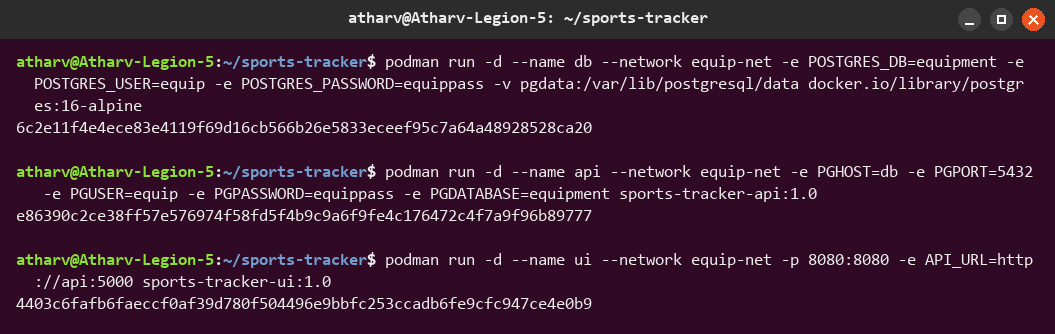 atharv@Atharv-Legion-5: ~/sports-tracker
atharv@Atharv-Legion-5:~/sports-tracker$ podman run -d --name db --network equip-net -e POSTGRES_DB=equipment -e
POSTGRES_USER=equip -e POSTGRES_PASSWORD=equippass -v pgdata:/var/lib/postgresql/data docker.io/library/postgr
es:16-alpine
6c2e11f4e4ece83e4119f69d16cb566b26e5833eceef95c7a64a48928528ca20
atharv@Atharv-Legion-5:~/sports-tracker$ podman run -d --name api --network equip-net -e PGHOST=db -e PGPORT=5432
-e PGUSER=equip -e PGPASSWORD=equippass -e PGDATABASE=equipment sports-tracker-api:1.0
e86390c2ce38ff57e576974f58fd5f4b9c9a6f9fe4c176472c4f7a9f96b89777
atharv@Atharv-Legion-5:~/sports-tracker$ podman run -d --name ui --network equip-net -p 8080:8080 -e API_URL=http
://api:5000 sports-tracker-ui:1.0
4403c6fafb6faeccf0af39d780f504496e9bbfc253ccadb6fe9cfc947ce4e0b9